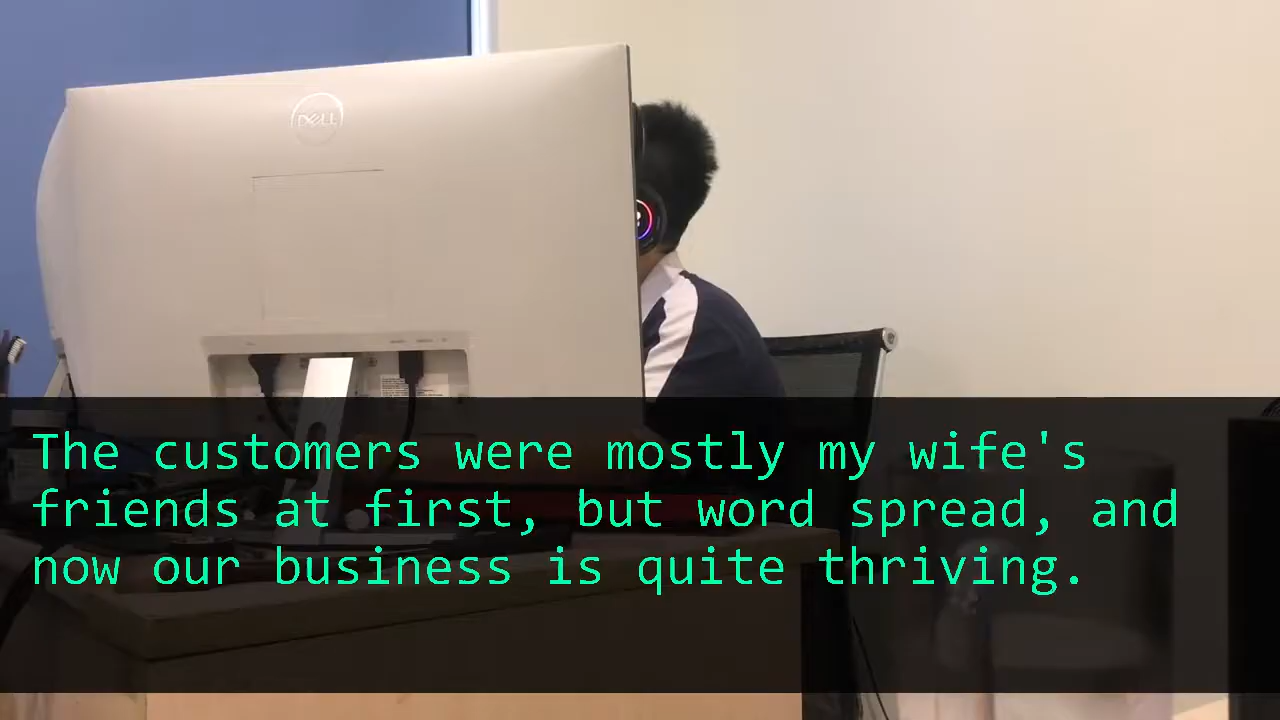 DELL
The customers were mostly my wife's
friends at first, but word spread, and
now our business is quite thriving.